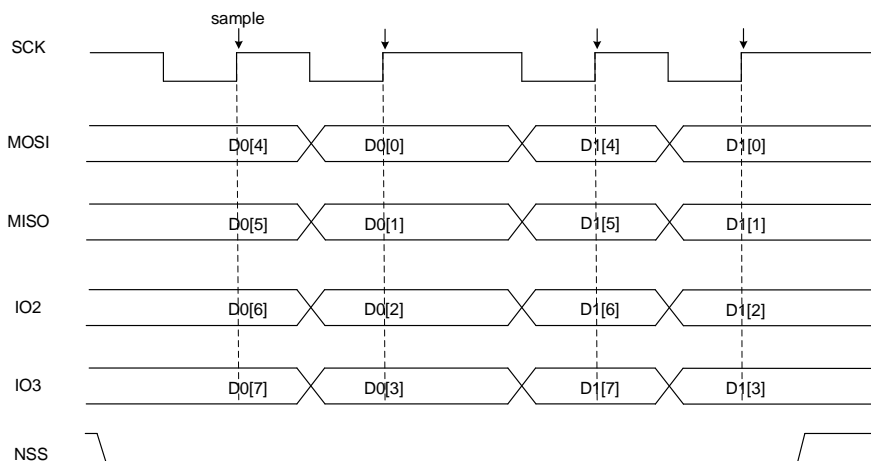 sample
SCK
MOSI D0[4] D0[0] D1[4] D1[0]
MISO D0[5] D0[1] D1[5] D1[1]
IO2 D0[6] D0[2] D1[6] D1[2]
IO3 D0[7] D0[3] D1[7] D1[3]
NSS